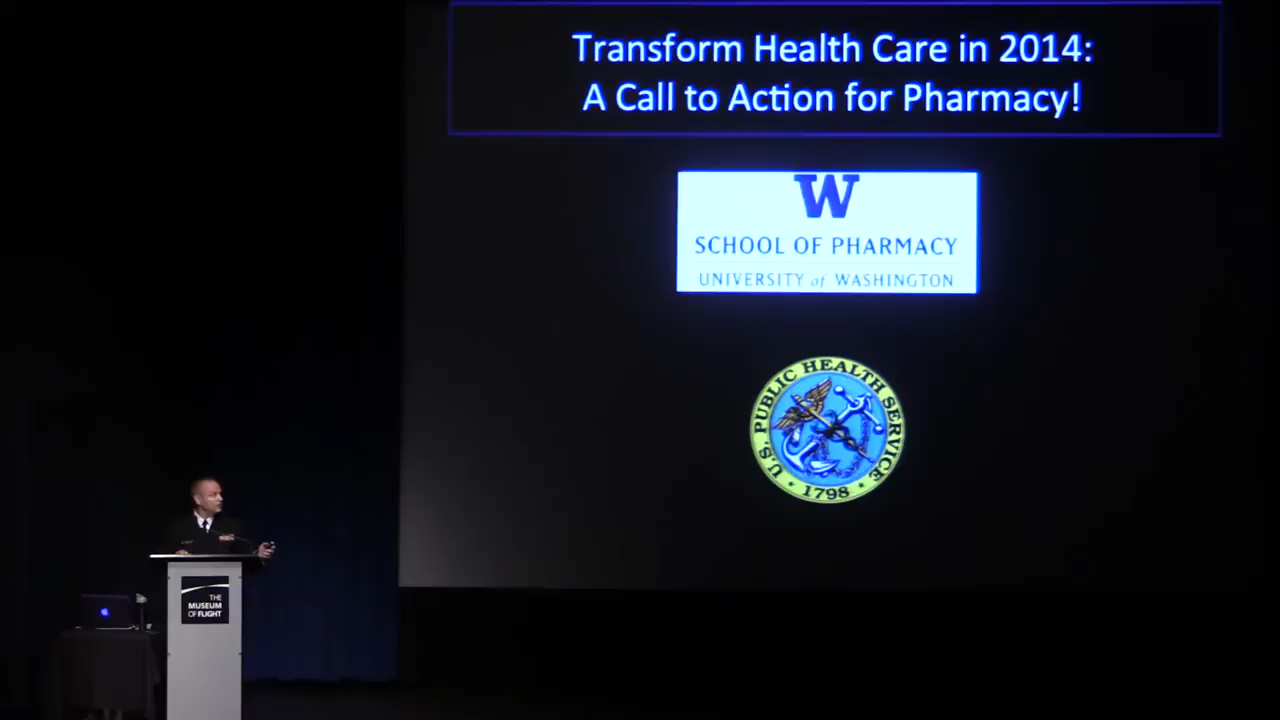 Transform Health Care in 2014:
A Call to Action for Pharmacy!
W
SCHOOL OF PHARMACY
UNIVERSITY of WASHINGTON
U.S. PUBLIC HEALTH SERVICE
1798
THE
MUSEUM
OF FLIGHT